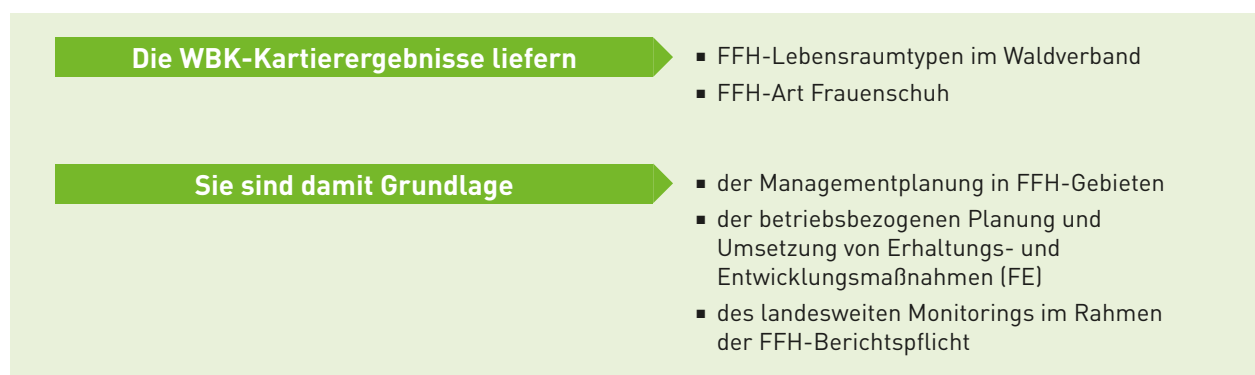 Die WBK-Kartierergebnisse liefern
▪ FFH-Lebensraumtypen im Waldverband
▪ FFH-Art Frauenschuh
Sie sind damit Grundlage
▪ der Managementplanung in FFH-Gebieten
▪ der betriebsbezogenen Planung und
Umsetzung von Erhaltungs- und
Entwicklungsmaßnahmen (FE)
▪ des landesweiten Monitorings im Rahmen
der FFH-Berichtspflicht